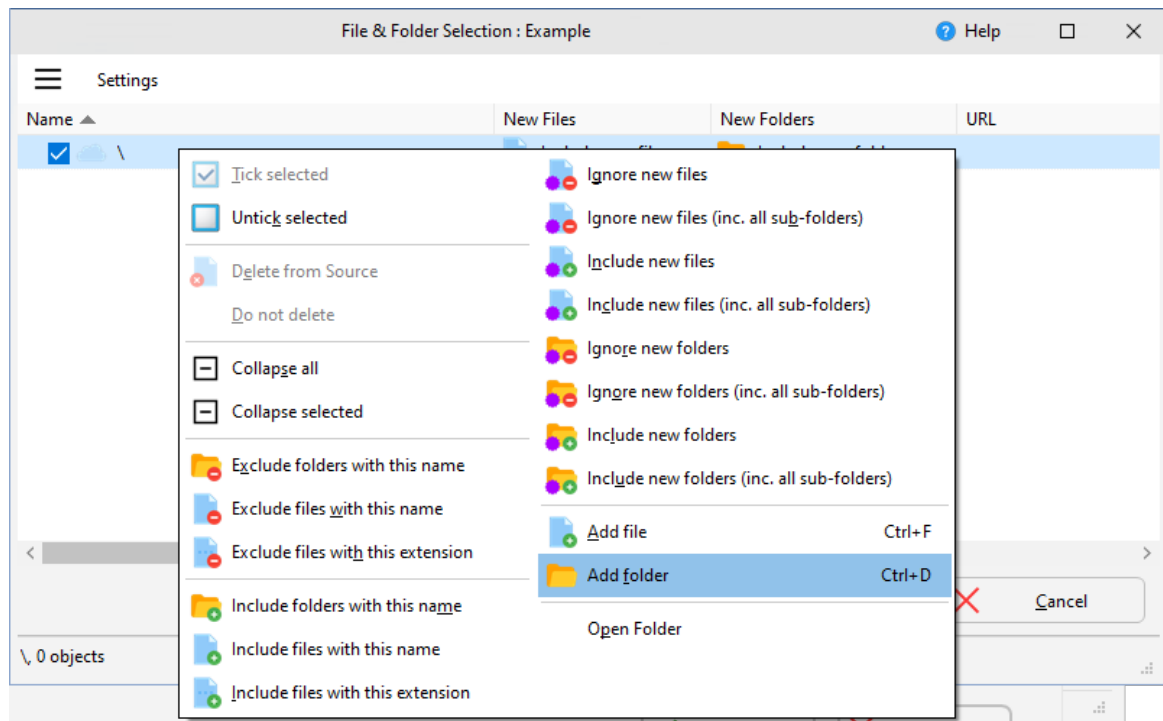 File & Folder Selection : Example
Help
Settings
Name
New Files
New Folders
URL
\
Tick selected
Untick selected
Delete from Source
Do not delete
Collapse all
Collapse selected
Exclude folders with this name
Exclude files with this name
Exclude files with this extension
Include folders with this name
Include files with this name
Include files with this extension
Ignore new files
Ignore new files (inc. all sub-folders)
Include new files
Include new files (inc. all sub-folders)
Ignore new folders
Ignore new folders (inc. all sub-folders)
Include new folders
Include new folders (inc. all sub-folders)
Add file Ctrl+F
Add folder Ctrl+D
Open Folder
Cancel
\, 0 objects